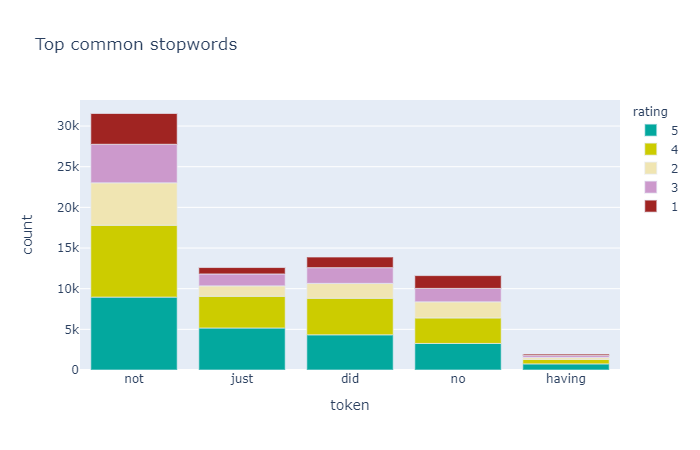 Top common stopwords
rating
5
4
2
3
1
30k
25k
20k
15k
10k
5k
0
count
not just did no having
token